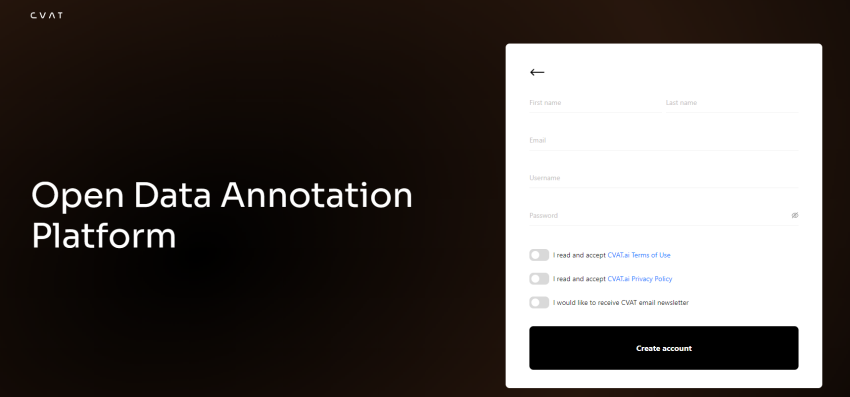 CVAT
Open Data Annotation
Platform
First name
Last name
Email
Username
Password
I read and accept CVAT.ai Terms of Use
I read and accept CVAT.ai Privacy Policy
I would like to receive CVAT email newsletter
Create account